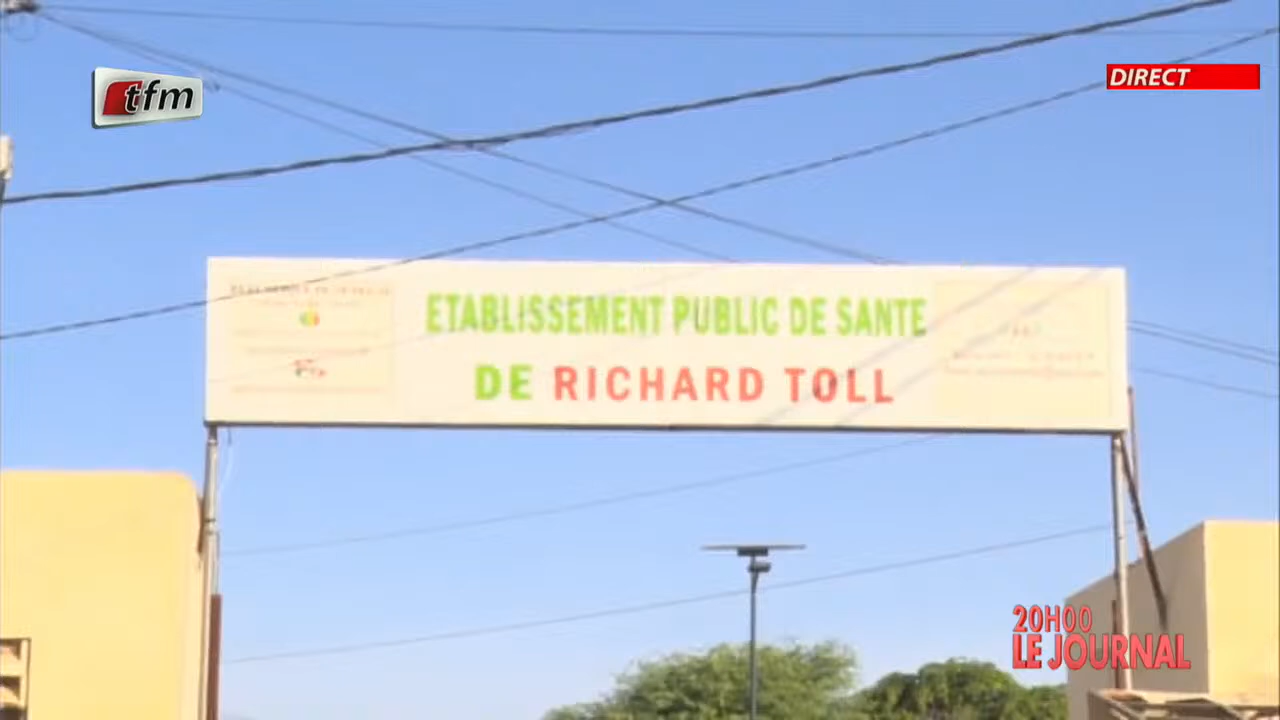 tfm
DIRECT
ETABLISSEMENT PUBLIC DE SANTE
DE RICHARD TOLL
20H00
LE JOURNAL